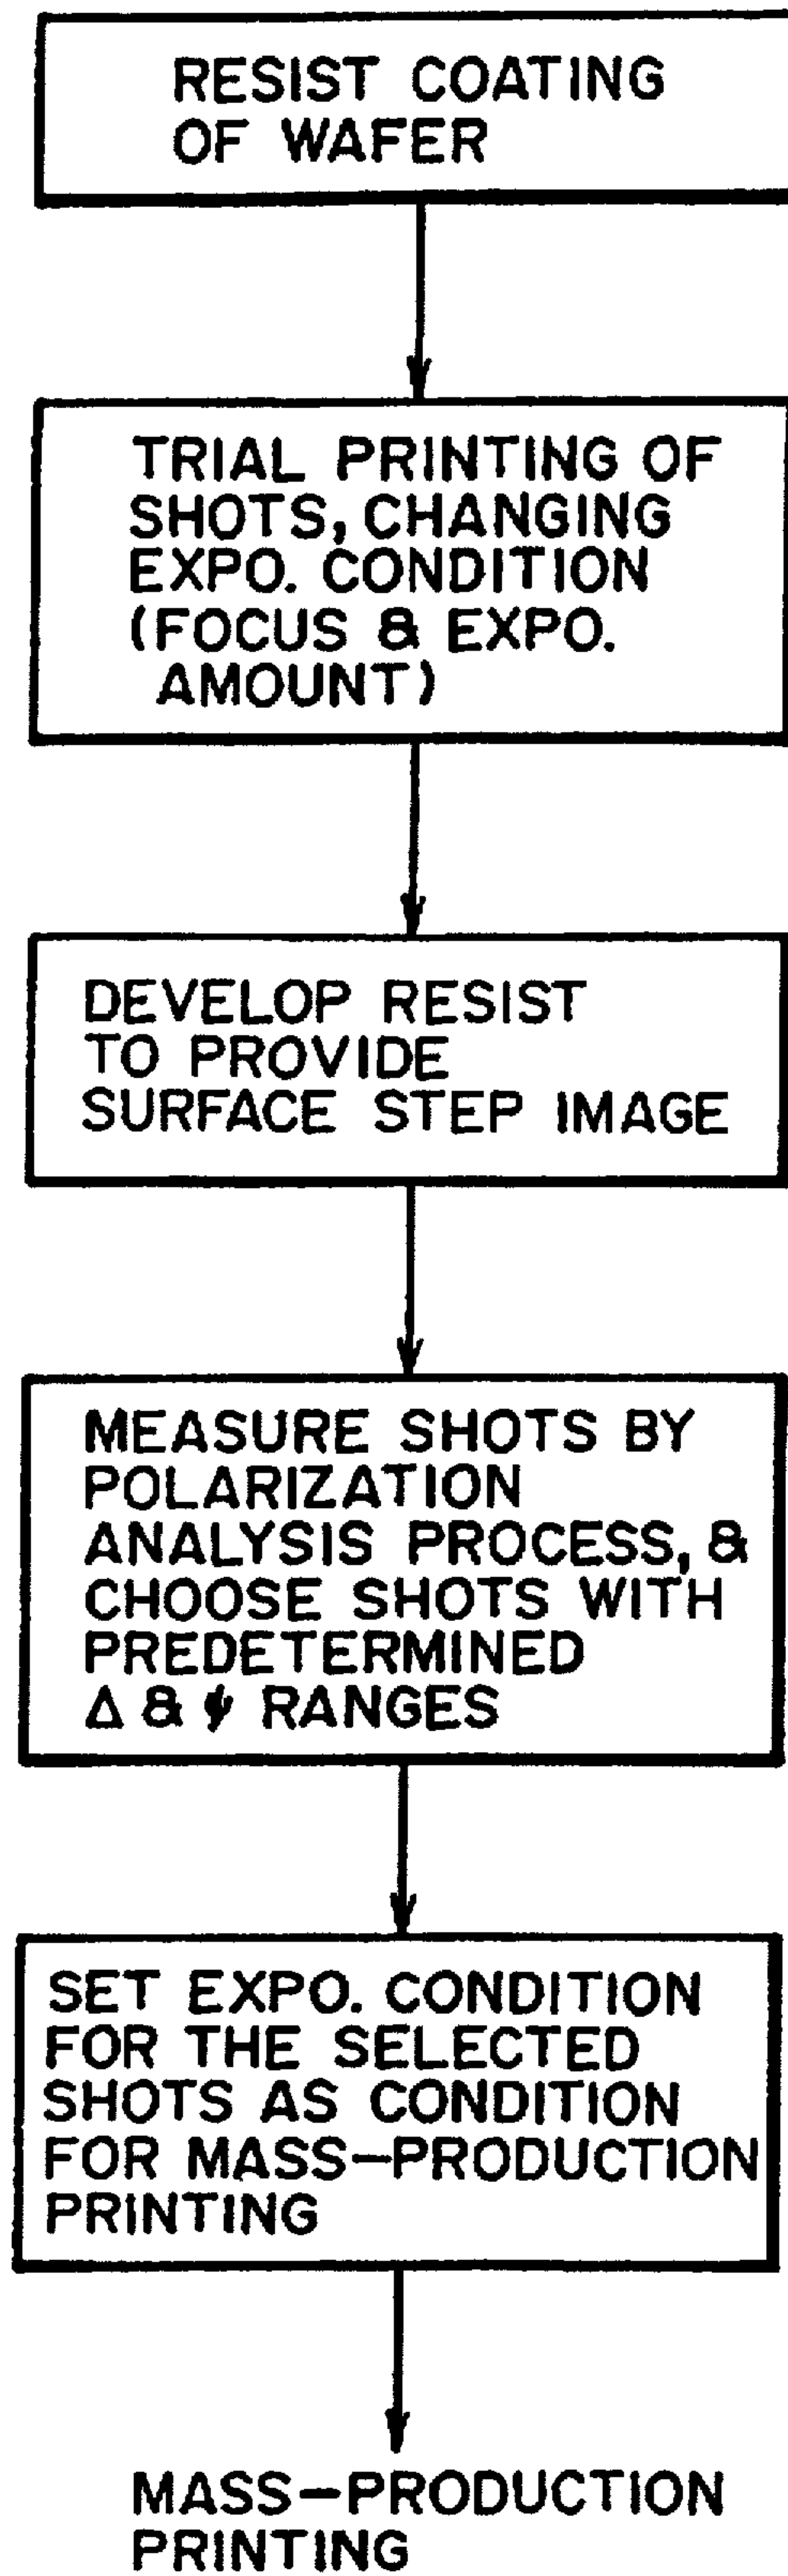 RESIST COATING
OF WAFER
TRIAL PRINTING OF
SHOTS, CHANGING
EXPO. CONDITION
(FOCUS & EXPO.
AMOUNT)
DEVELOP RESIST
TO PROVIDE
SURFACE STEP IMAGE
MEASURE SHOTS BY
POLARIZATION
ANALYSIS PROCESS, &
CHOOSE SHOTS WITH
PREDETERMINED
Δ & ψ RANGES
SET EXPO. CONDITION
FOR THE SELECTED
SHOTS AS CONDITION
FOR MASS–PRODUCTION
PRINTING
MASS–PRODUCTION
PRINTING